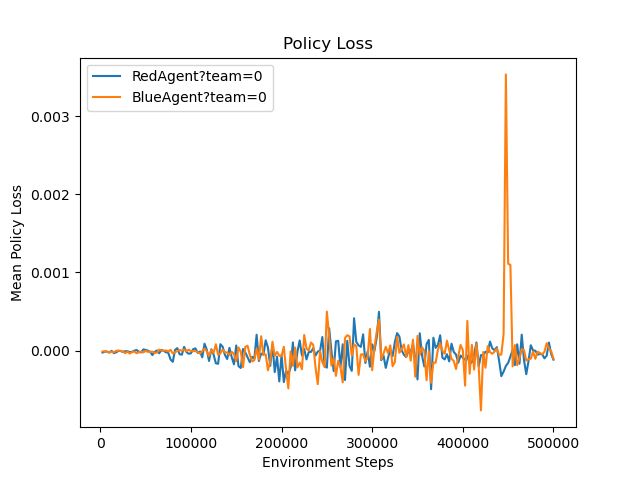 Policy Loss
RedAgent?team=0
BlueAgent?team=0
Mean Policy Loss
0.003
0.002
0.001
0.000
0 100000 200000 300000 400000 500000
Environment Steps